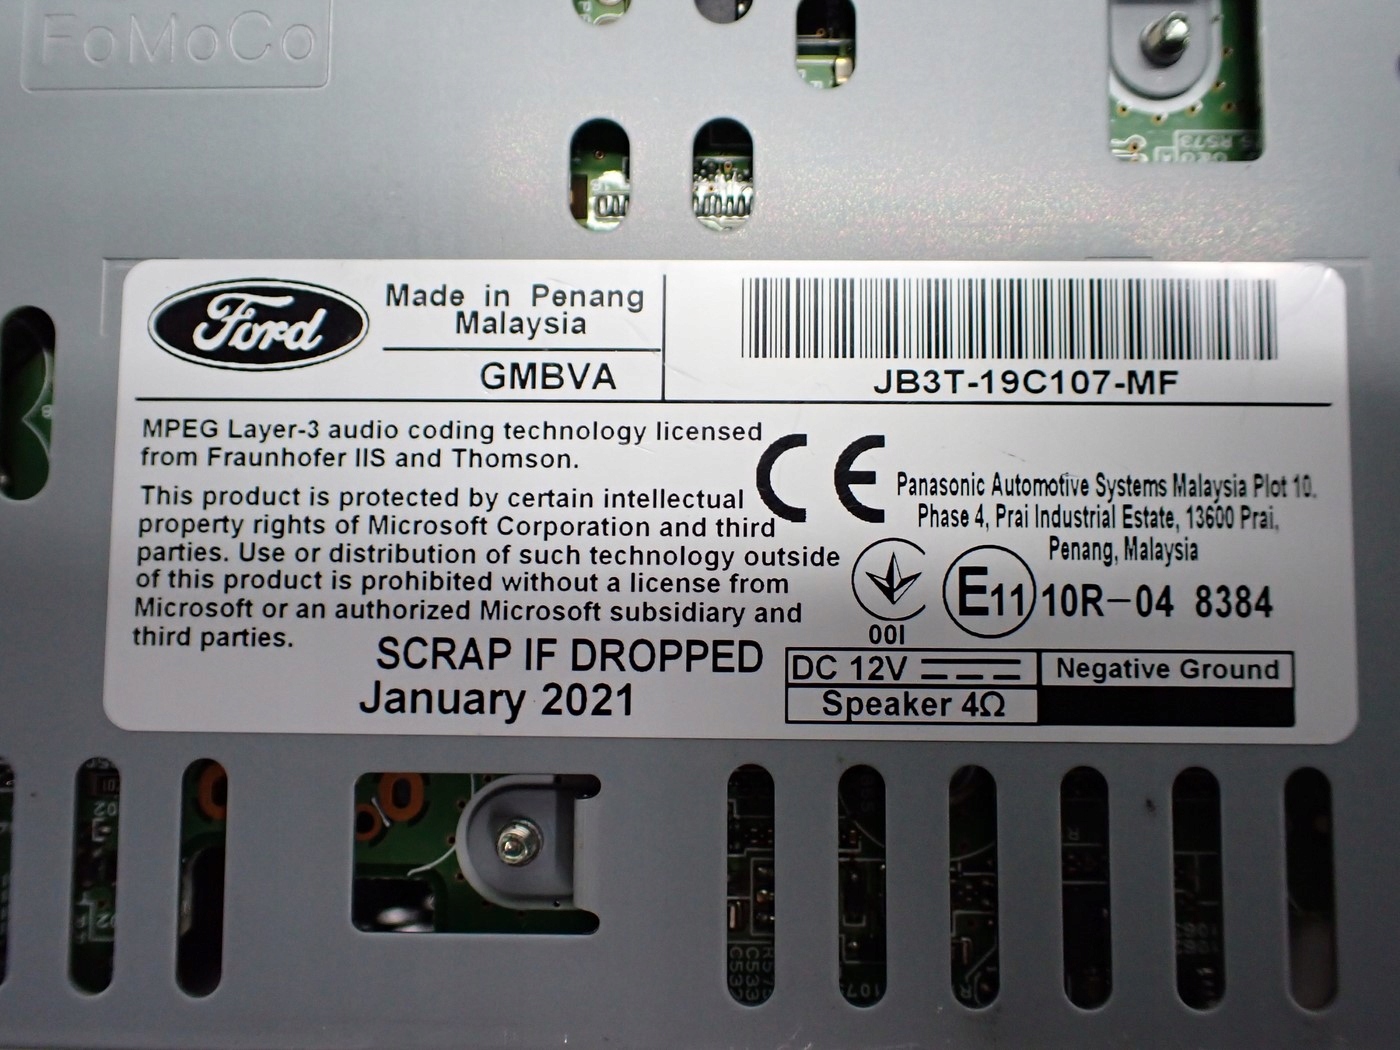 FoMoCo
R573
Ford
Made in Penang
Malaysia
GMBVA
JB3T-19C107-MF
MPEG Layer-3 audio coding technology licensed
from Fraunhofer IIS and Thomson.
This product is protected by certain intellectual
property rights of Microsoft Corporation and third
parties. Use or distribution of such technology outside
of this product is prohibited without a license from
Microsoft or an authorized Microsoft subsidiary and
third parties.
CE
Panasonic Automotive Systems Malaysia Plot 10,
Phase 4, Prai Industrial Estate, 13600 Prai,
Penang, Malaysia
001
E11 10R-04 8384
SCRAP IF DROPPED
January 2021
DC 12V
Negative Ground
Speaker 4Ω
C532
C533
R573